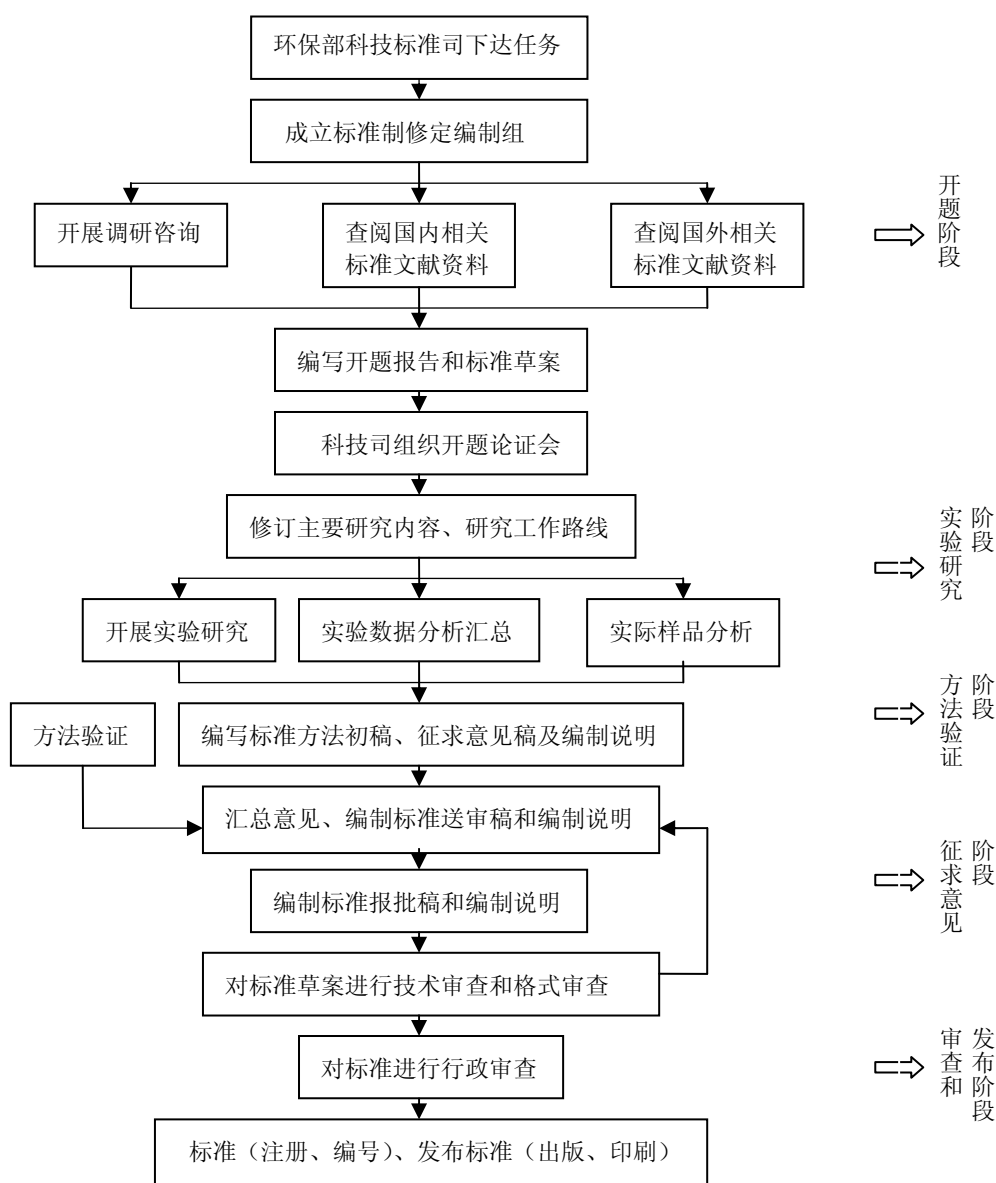 环保部科技标准司下达任务
成立标准制修定编制组
开展调研咨询
查阅国内相关
标准文献资料
查阅国外相关
标准文献资料
开题阶段
编写开题报告和标准草案
科技司组织开题论证会
修订主要研究内容、研究工作路线
实验研究
阶段
开展实验研究
实验数据分析汇总
实际样品分析
方法验证
编写标准方法初稿、征求意见稿及编制说明
方法验证
阶段
汇总意见、编制标准送审稿和编制说明
编制标准报批稿和编制说明
征求意见
阶段
对标准草案进行技术审查和格式审查
对标准进行行政审查
审查和
发布阶段
标准（注册、编号）、发布标准（出版、印刷）